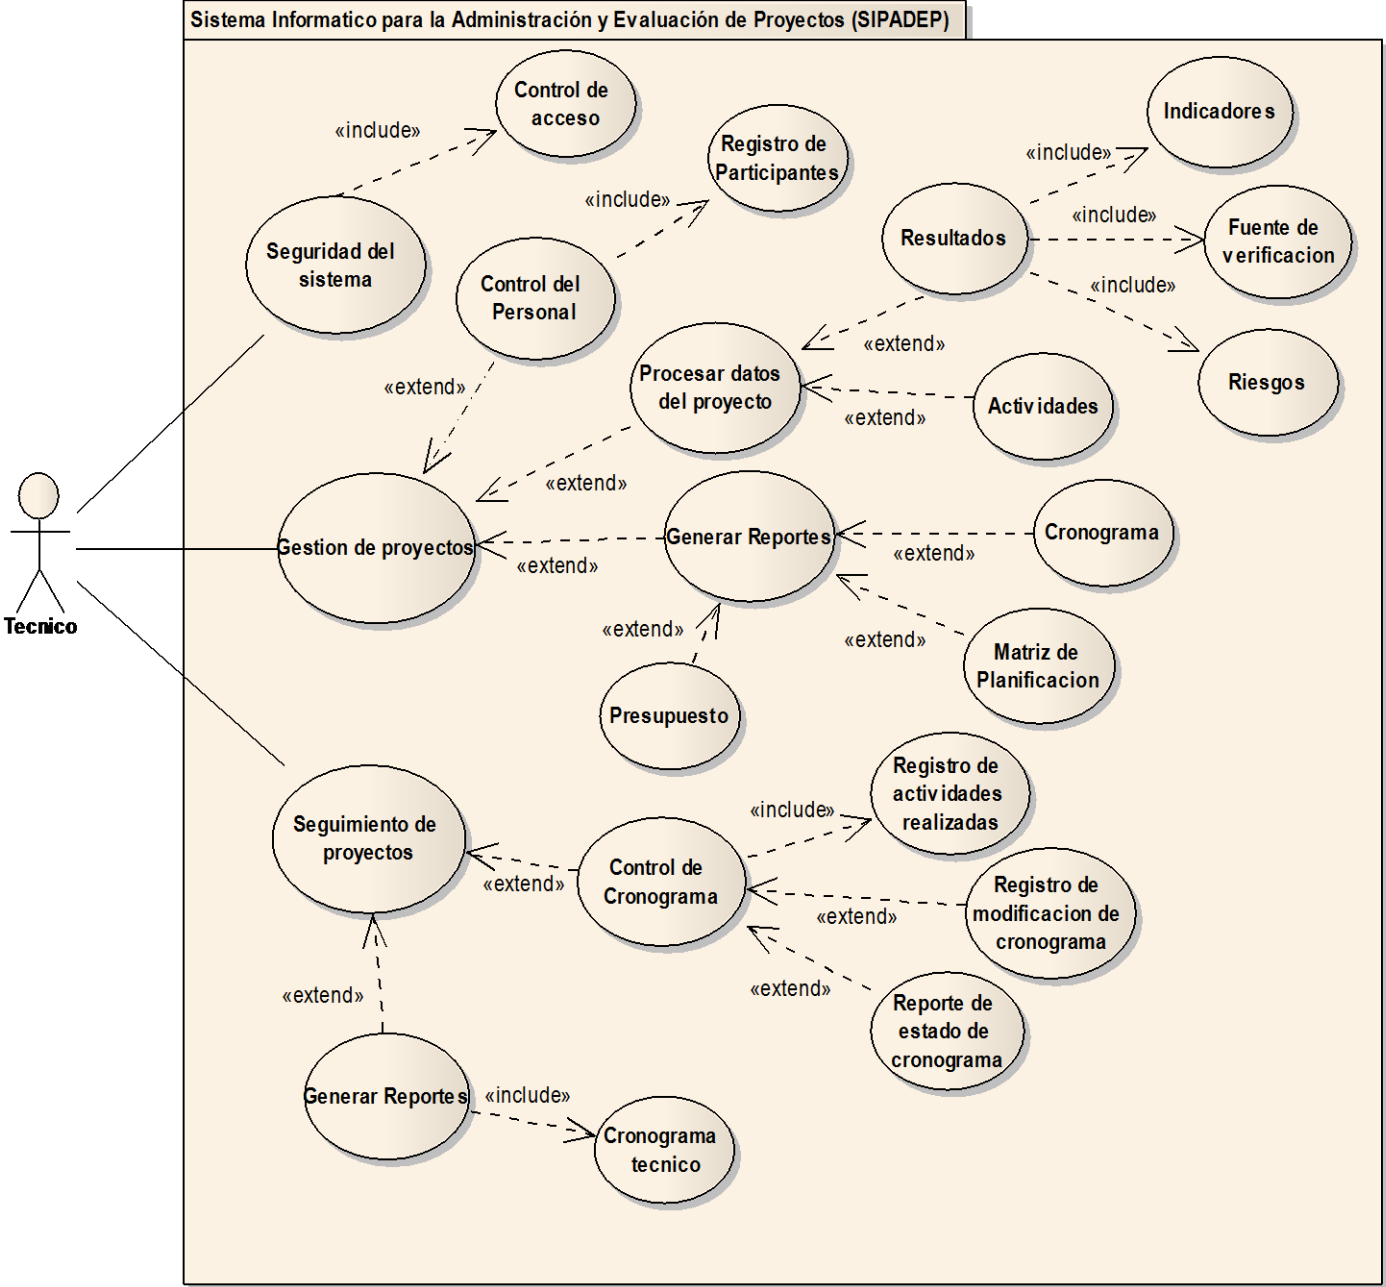 Sistema Informatico para la Administración y Evaluación de Proyectos (SIPADEP)
Control de
acceso
«include»
Seguridad del
sistema
Registro de
Participantes
«include»
Control del
Personal
«extend»
Indicadores
«include»
Resultados
«include»
Fuente de
verificacion
«include»
Riesgos
«extend»
Procesar datos
del proyecto
«extend»
Actividades
«extend»
Tecnico
Gestion de proyectos
«extend»
Generar Reportes
«extend»
Cronograma
«extend»
Matriz de
Planificacion
«extend»
Presupuesto
Seguimiento de
proyectos
«extend»
Control de
Cronograma
«include»
Registro de
actividades
realizadas
«extend»
Registro de
modificacion de
cronograma
«extend»
Reporte de
estado de
cronograma
«extend»
Generar Reportes
«include»
Cronograma
tecnico